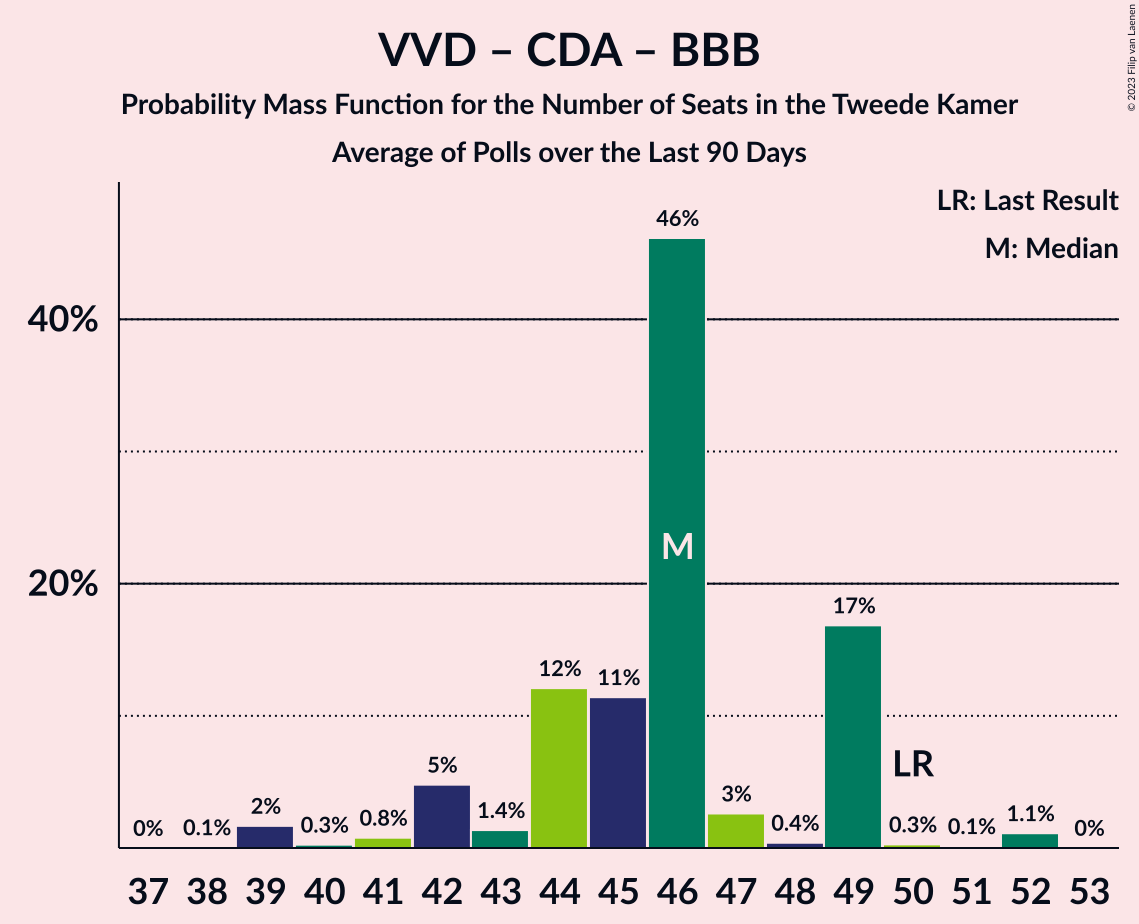 VVD – CDA – BBB
Probability Mass Function for the Number of Seats in the Tweede Kamer
Average of Polls over the Last 90 Days
© 2023 Filip van Laenen
LR: Last Result
M: Median
40%
20%
0% 0.1% 2% 0.3% 0.8% 5% 1.4% 12% 11% 46% 3% 0.4% 17% 0.3% 0.1% 1.1% 0%
M
LR
37 38 39 40 41 42 43 44 45 46 47 48 49 50 51 52 53